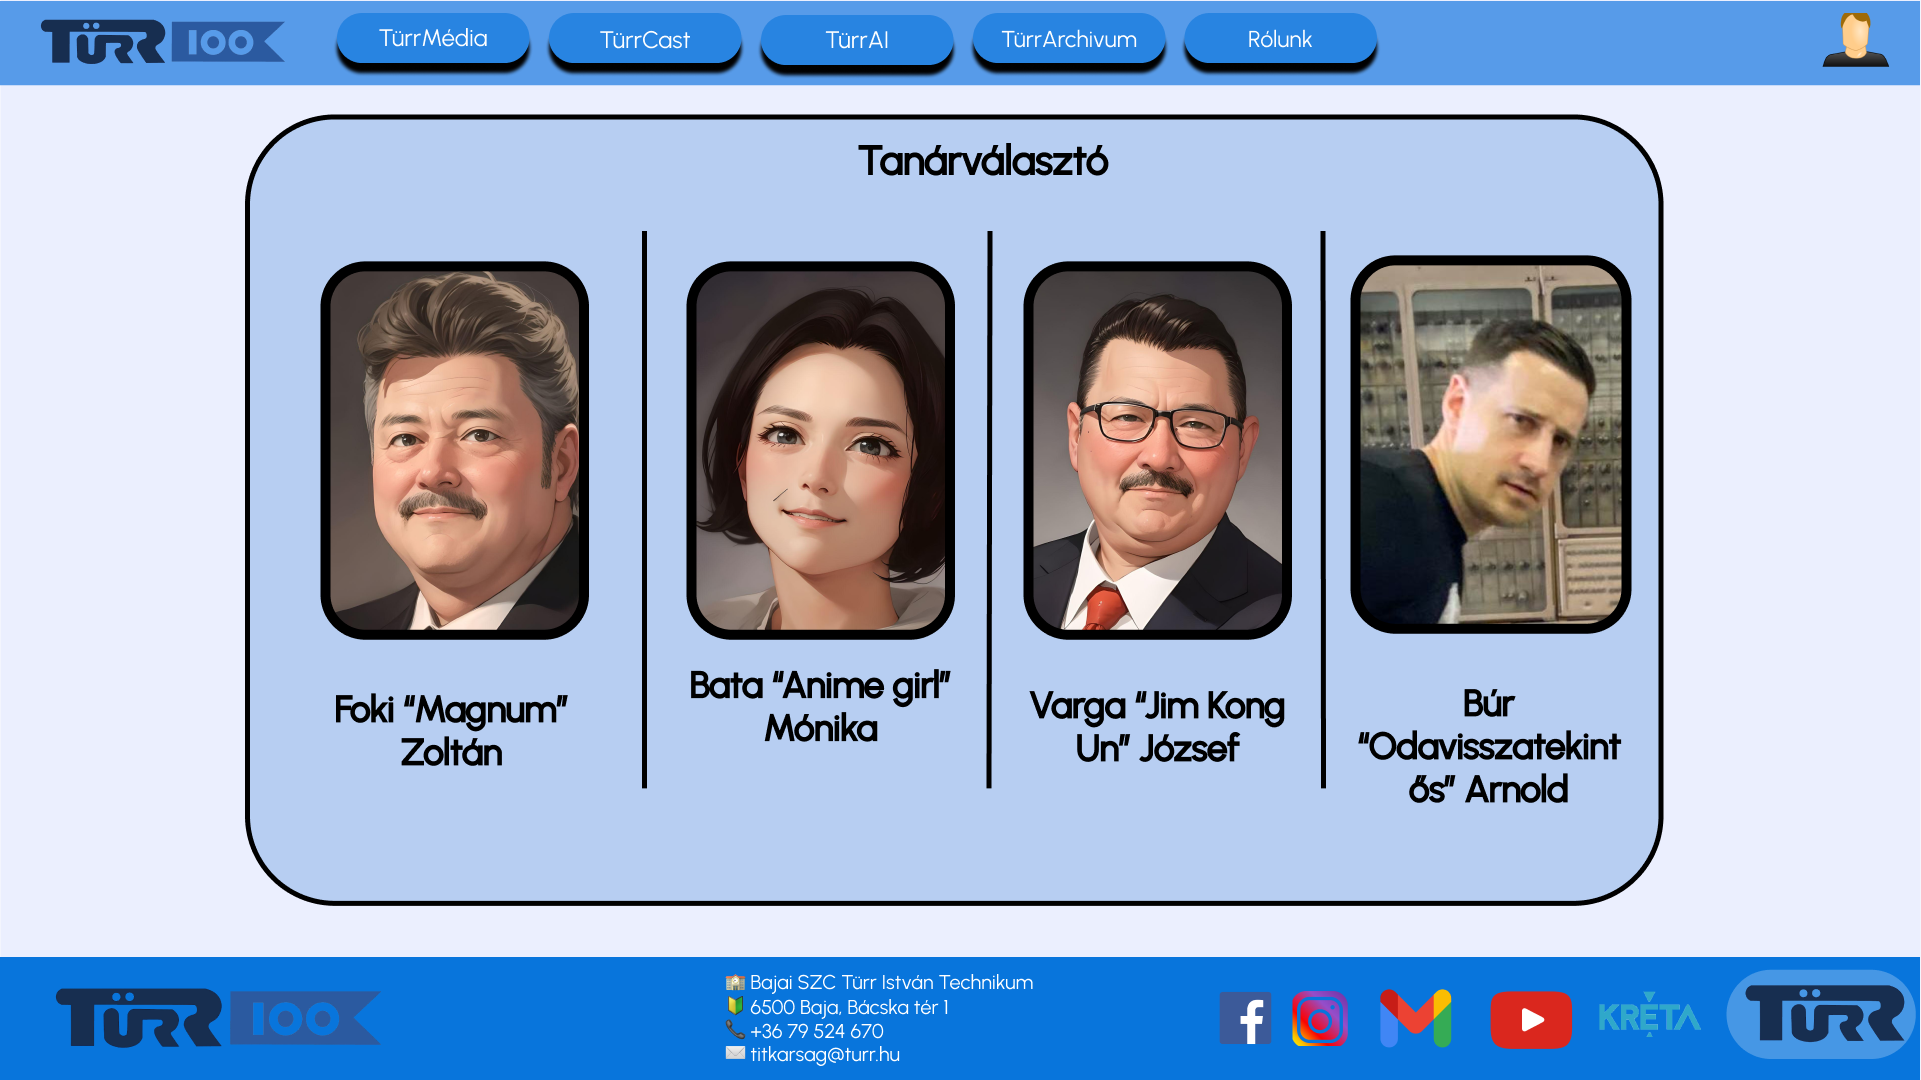 TÜRR 100
TürrMédia
TürrCast
TürrAI
TürrArchivum
Rólunk
Tanárválasztó
Foki “Magnum”
Zoltán
Bata “Anime girl”
Mónika
Varga “Jim Kong
Un” József
Búr
“Odavisszatekint
ős” Arnold
TÜRR 100
Bajai SZC Türr István Technikum
6500 Baja, Bácska tér 1
+36 79 524 670
titkarsag@turr.hu
KRÉTA
TÜRR